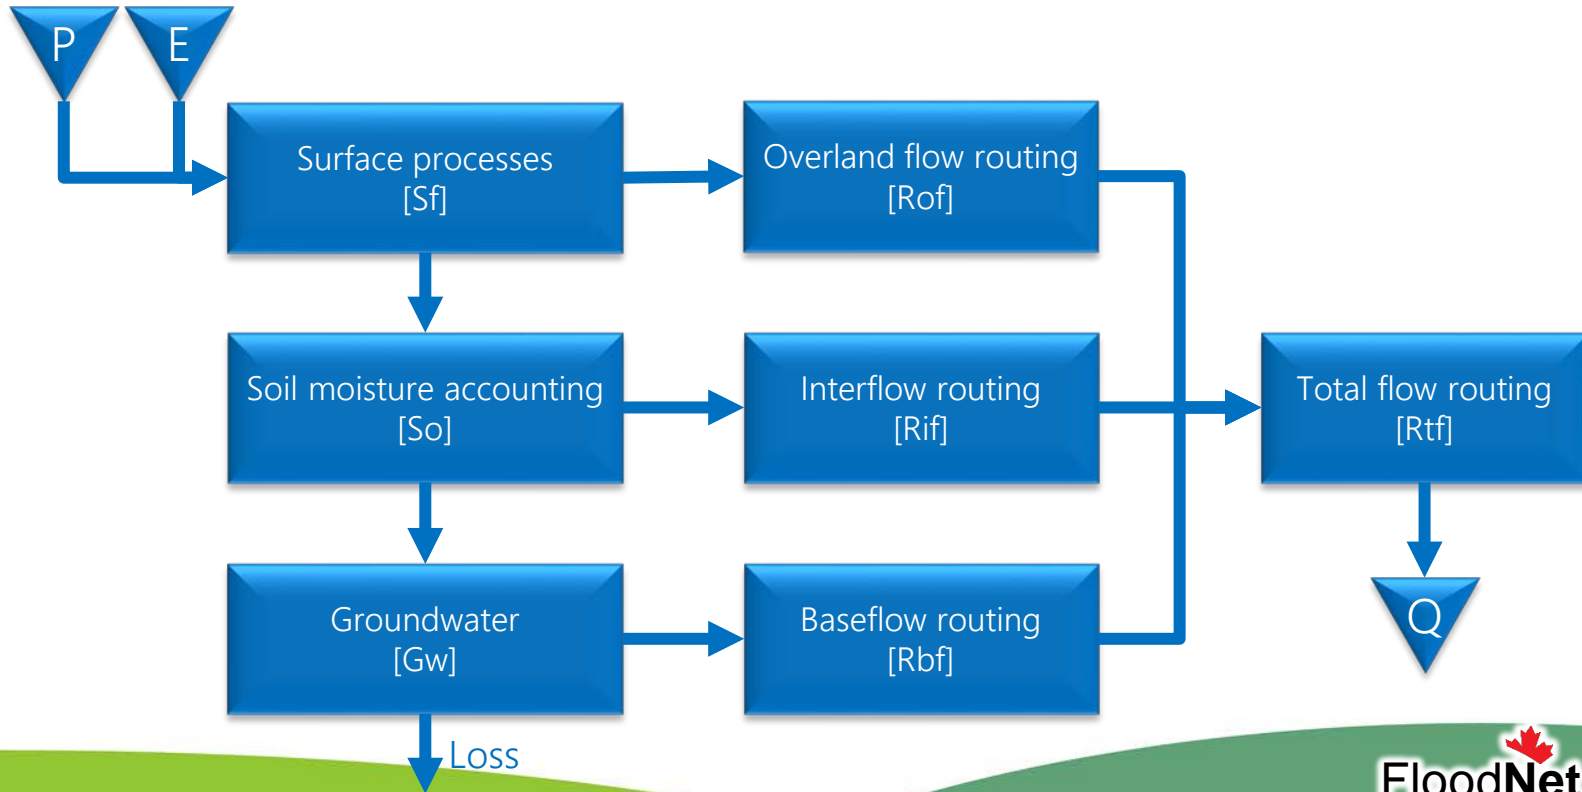 P
E
Surface processes
[Sf]
Overland flow routing
[Rof]
Soil moisture accounting
[So]
Interflow routing
[Rif]
Total flow routing
[Rtf]
Groundwater
[Gw]
Baseflow routing
[Rbf]
Q
Loss
FloodNet